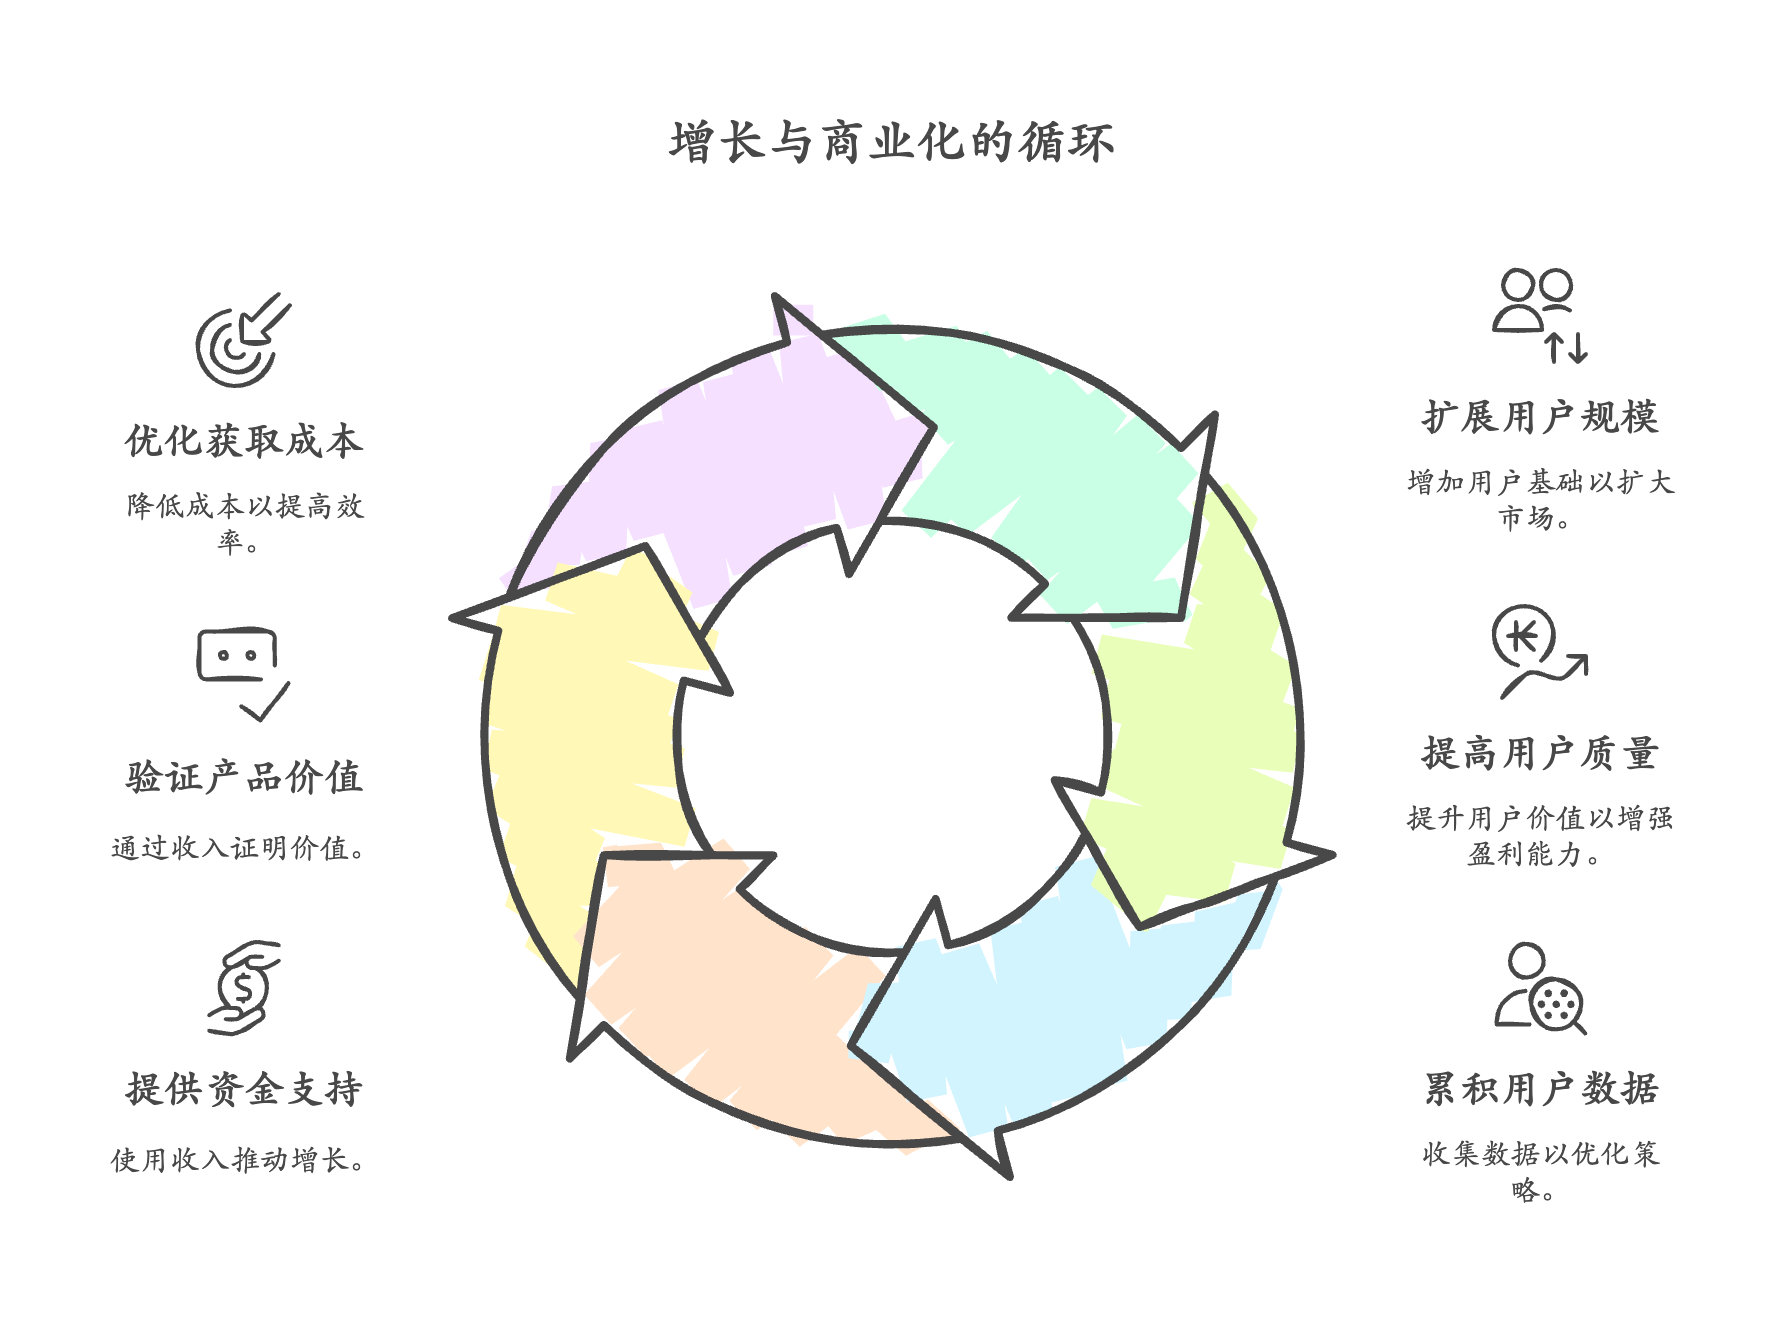 增长与商业化的循环
优化获取成本
降低成本以提高效
率。
验证产品价值
通过收入证明价值。
提供资金支持
使用收入推动增长。
扩展用户规模
增加用户基础以扩大
市场。
提高用户质量
提升用户价值以增强
盈利能力。
累积用户数据
收集数据以优化策
略。